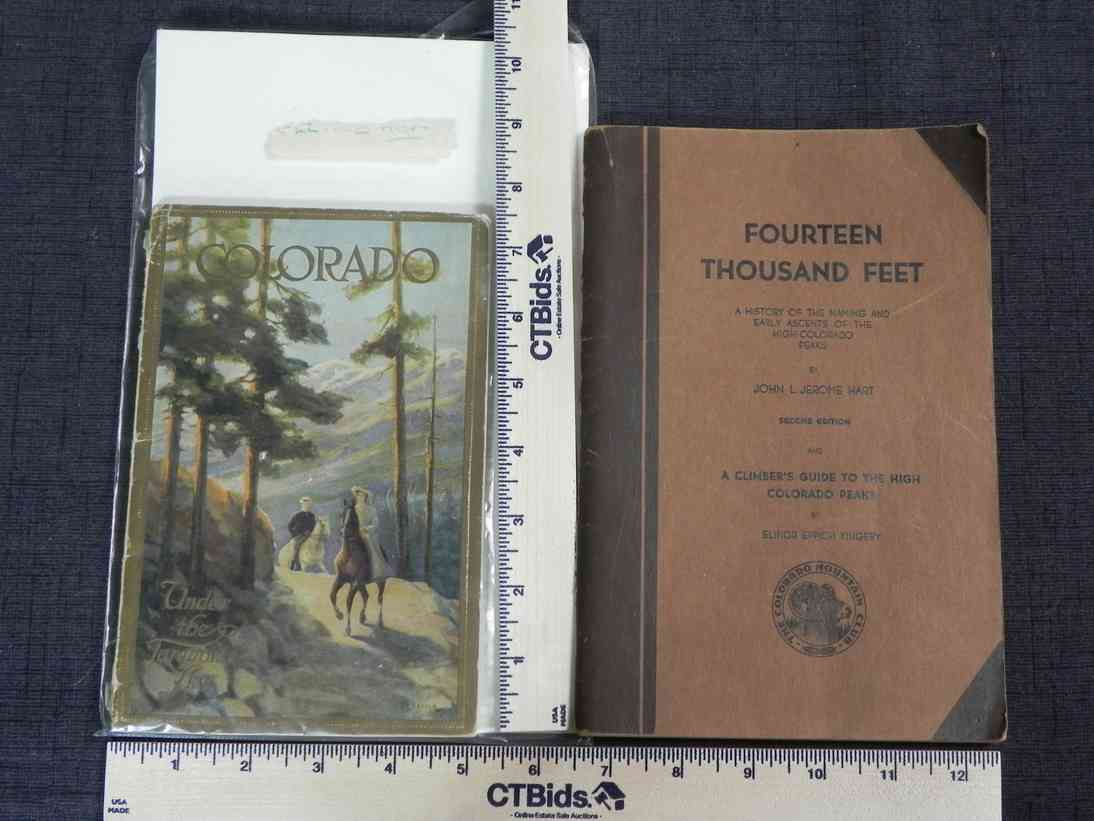 COLORADO
Under
the
FOURTEEN
THOUSAND FEET
A HISTORY OF THE NAMING AND
EARLY ASCENTS OF THE
HIGH COLORADO
PEAKS
BY
JOHN L. JEROME HART
SECOND EDITION
AND
A CLIMBER'S GUIDE TO THE HIGH
COLORADO PEAKS
BY
ELINOR EPPICH KINGERY
THE COLORADO MOUNTAIN CLUB
11
10
9
8
7
6
5
4
3
2
1
CTBids.
- Online Estate Sale Auctions -
USA
MADE
1 2 3 4 5 6 7 8 9 10 11 12
USA
MADE
CTBids.
- Online Estate Sale Auctions -